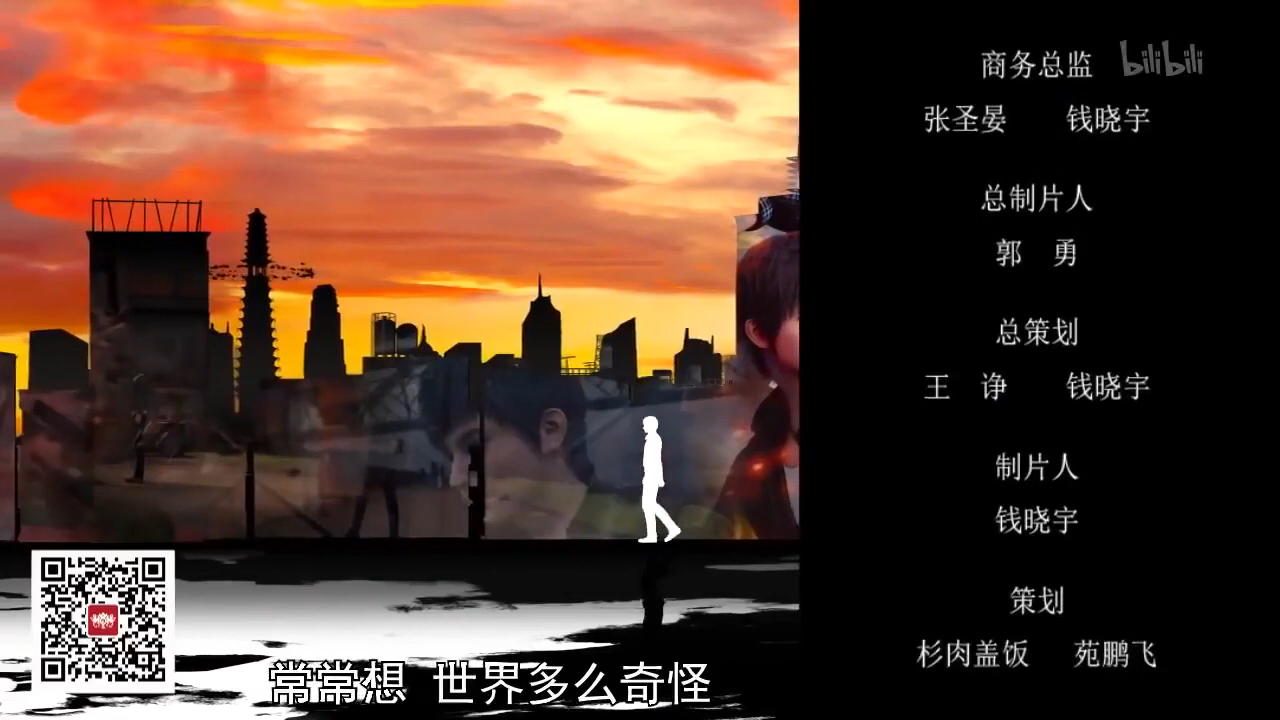 bilibili
商务总监
张圣晏 钱晓宇
总制片人
郭 勇
总策划
王 诤 钱晓宇
制片人
钱晓宇
策划
杉肉盖饭 苑鹏飞
常常想 世界多么奇怪